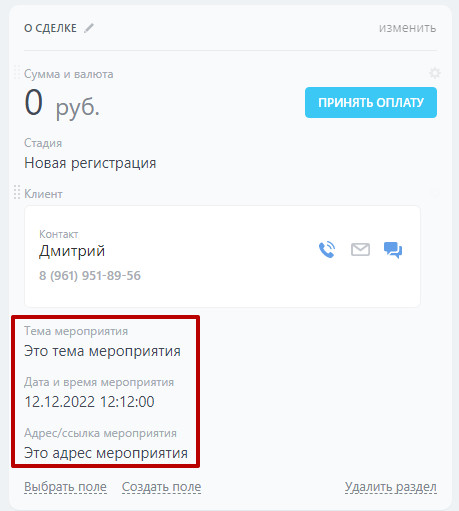 О СДЕЛКЕ изменить
Сумма и валюта
0 руб. ПРИНЯТЬ ОПЛАТУ
Стадия
Новая регистрация
Клиент
Контакт
Дмитрий
8 (961) 951-89-56
Тема мероприятия
Это тема мероприятия
Дата и время мероприятия
12.12.2022 12:12:00
Адрес/ссылка мероприятия
Это адрес мероприятия
Выбрать поле Создать поле Удалить раздел